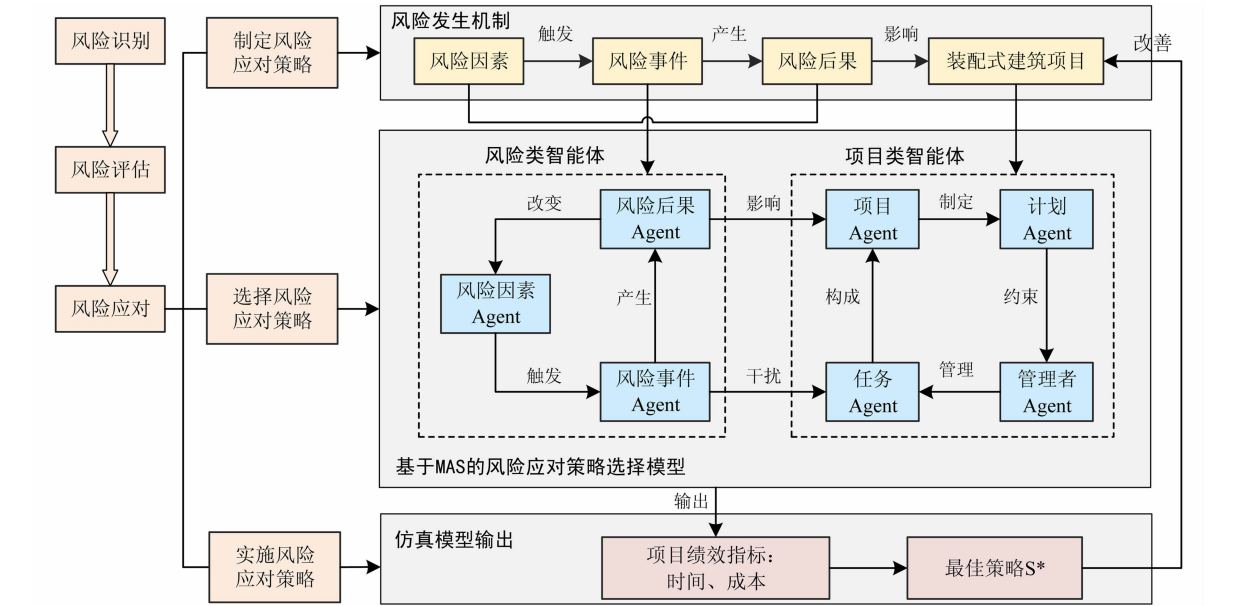 风险识别
风险评估
风险应对
制定风险
应对策略
选择风险
应对策略
实施风险
应对策略
风险发生机制
风险因素
触发
风险事件
产生
风险后果
影响
装配式建筑项目
改善
风险类智能体
项目类智能体
改变
风险后果
Agent
影响
项目
Agent
制定
计划
Agent
风险因素
Agent
产生
构成
约束
触发
风险事件
Agent
干扰
任务
Agent
管理
管理者
Agent
基于MAS的风险应对策略选择模型
输出
仿真模型输出
项目绩效指标:
时间、成本
最佳策略S*